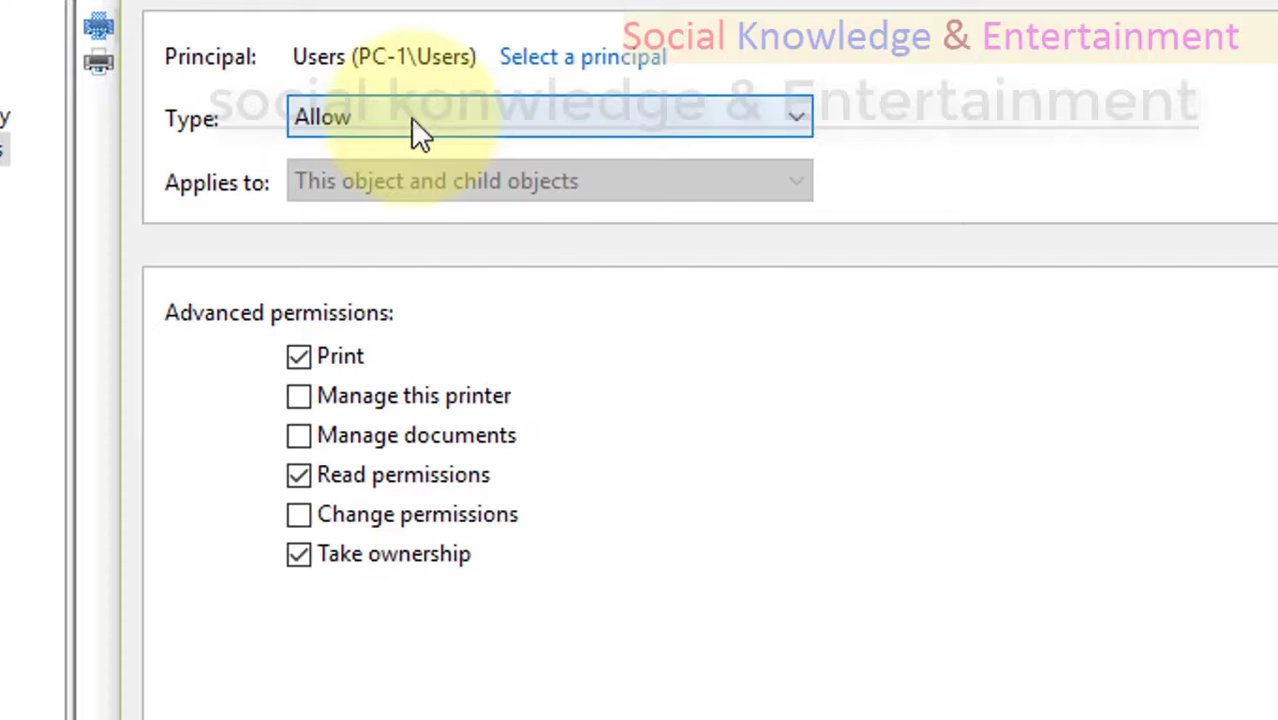 Social Knowledge & Entertainment
Principal: Users (PC-1\Users) Select a principal
social konwledge & Entertainment
Type: Allow
Applies to: This object and child objects
Advanced permissions:
Print
Manage this printer
Manage documents
Read permissions
Change permissions
Take ownership